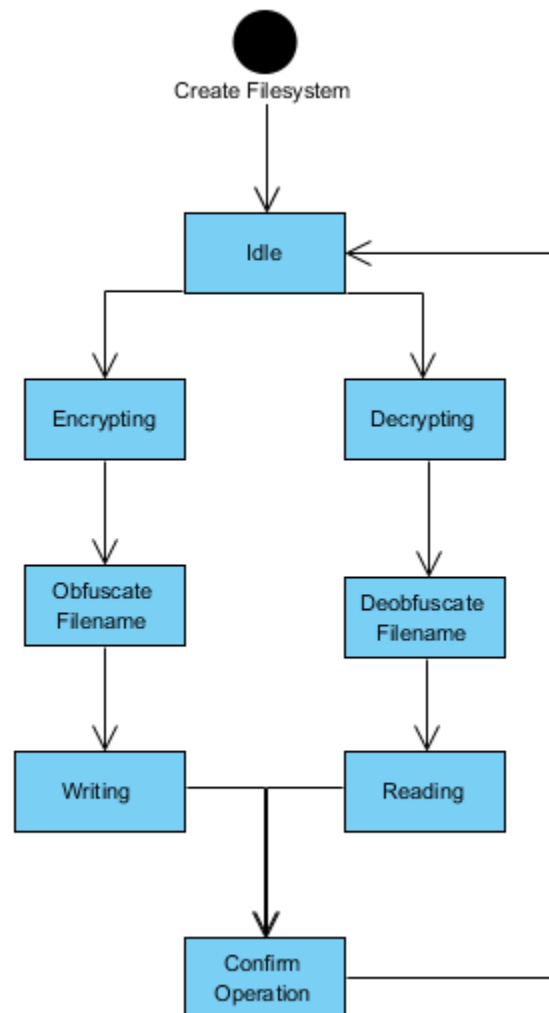 Create Filesystem
Idle
Encrypting
Decrypting
Obfuscate
Filename
Deobfuscate
Filename
Writing
Reading
Confirm
Operation